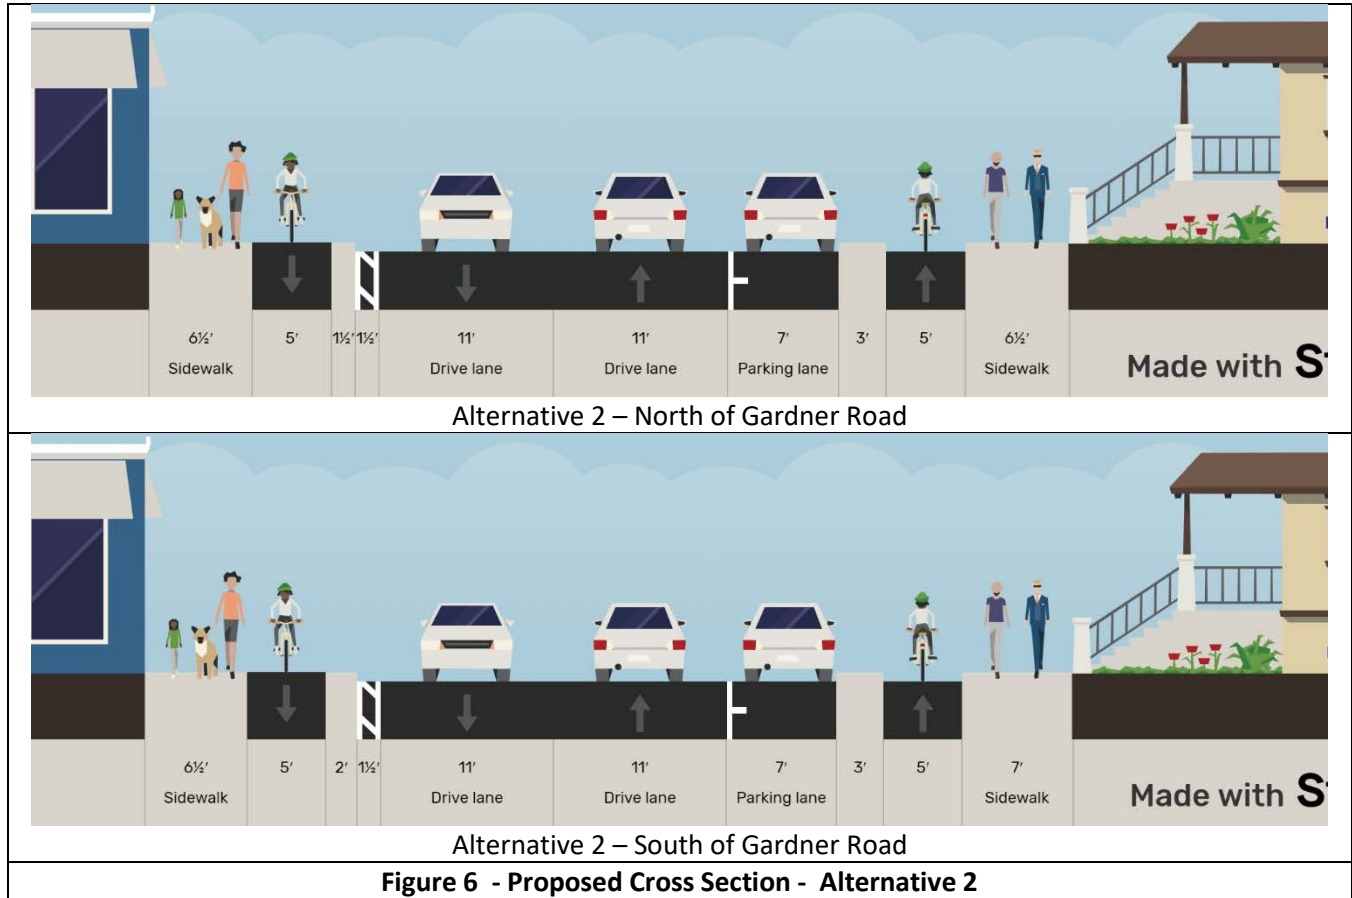 6½' 5' 1½' 1½' 11' 11' 7' 3' 5' 6½'
Sidewalk Drive lane Drive lane Parking lane Sidewalk
Made with
Alternative 2 – North of Gardner Road
6½' 5' 2' 1½' 11' 11' 7' 3' 5' 7'
Sidewalk Drive lane Drive lane Parking lane Sidewalk
Made with
Alternative 2 – South of Gardner Road
Figure 6 - Proposed Cross Section - Alternative 2